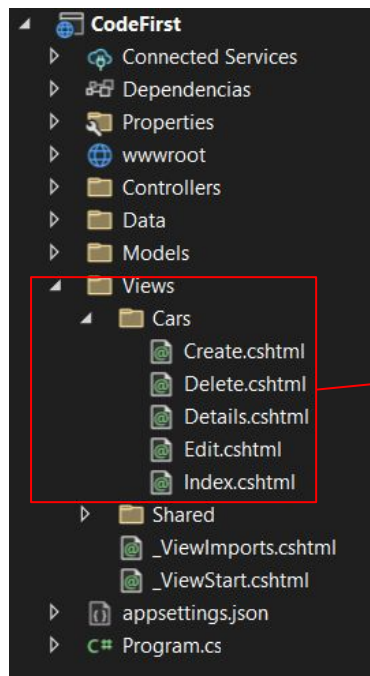 CodeFirst
Connected Services
Dependencias
Properties
wwwroot
Controllers
Data
Models
Views
Cars
Create.cshtml
Delete.cshtml
Details.cshtml
Edit.cshtml
Index.cshtml
Shared
_ViewImports.cshtml
_ViewStart.cshtml
appsettings.json
C# Program.cs